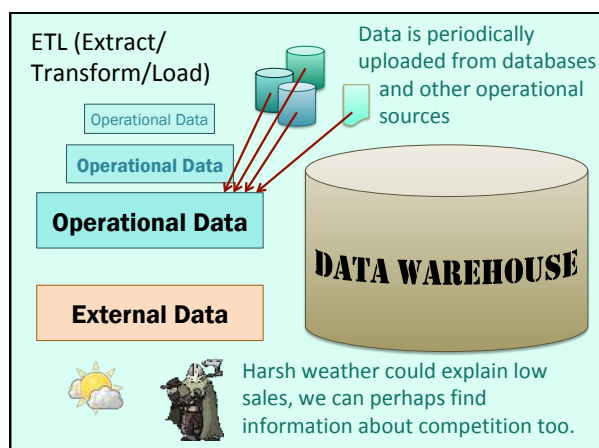 ETL (Extract/
Transform/Load)
Data is periodically
uploaded from databases
and other operational
sources
Operational Data
Operational Data
Operational Data
DATA WAREHOUSE
External Data
Harsh weather could explain low
sales, we can perhaps find
information about competition too.